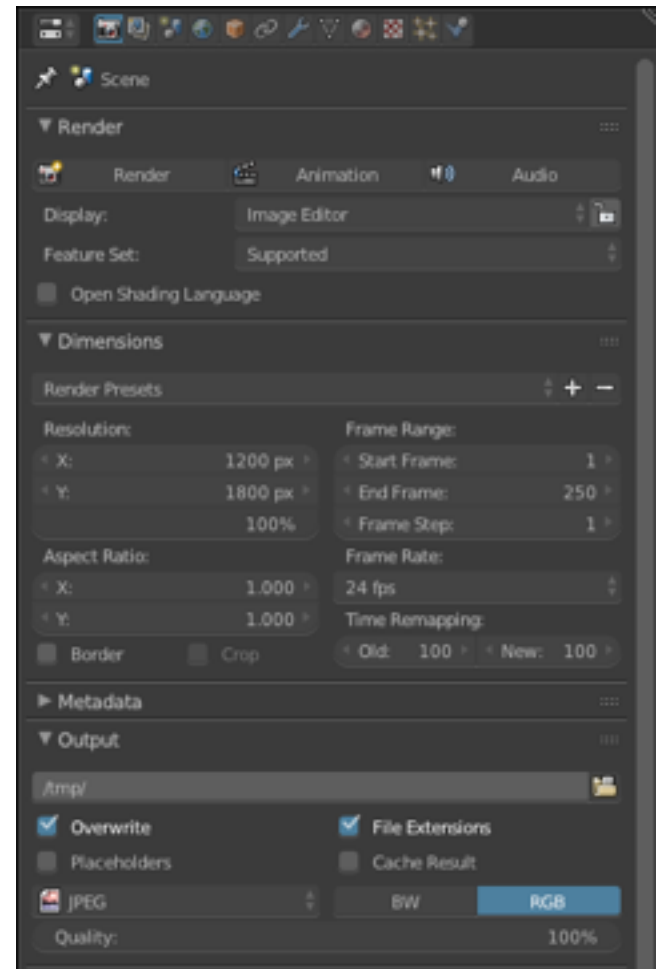 Scene
Render
Render Animation Audio
Display: Image Editor
Feature Set: Supported
Open Shading Language
Dimensions
Render Presets
Resolution: Frame Range:
X: 1200 px Start Frame: 1
Y: 1800 px End Frame: 250
100% Frame Step: 1
Aspect Ratio: Frame Rate:
X: 1.000 24 fps
Y: 1.000 Time Remapping:
Border Crop Old: 100 New: 100
Metadata
Output
/tmp/
Overwrite File Extensions
Placeholders Cache Result
JPEG BW RGB
Quality: 100%